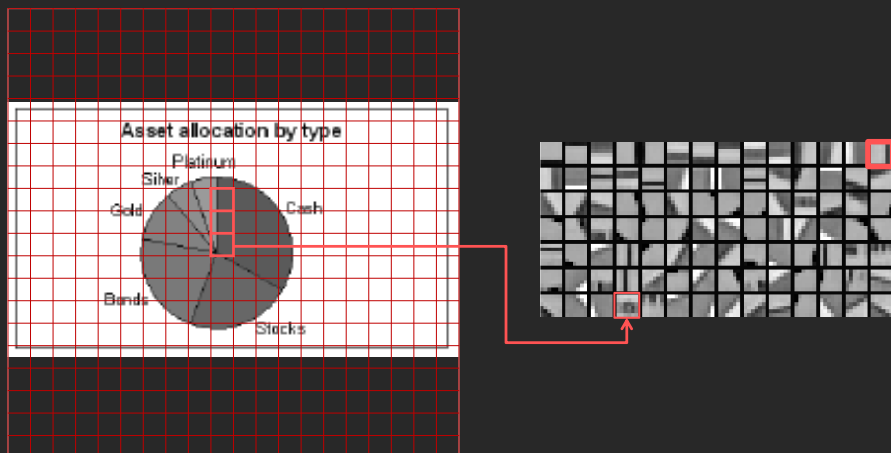 Asset allocation by type
Platinum
Silver
Cash
Gold
Bonds
Stocks